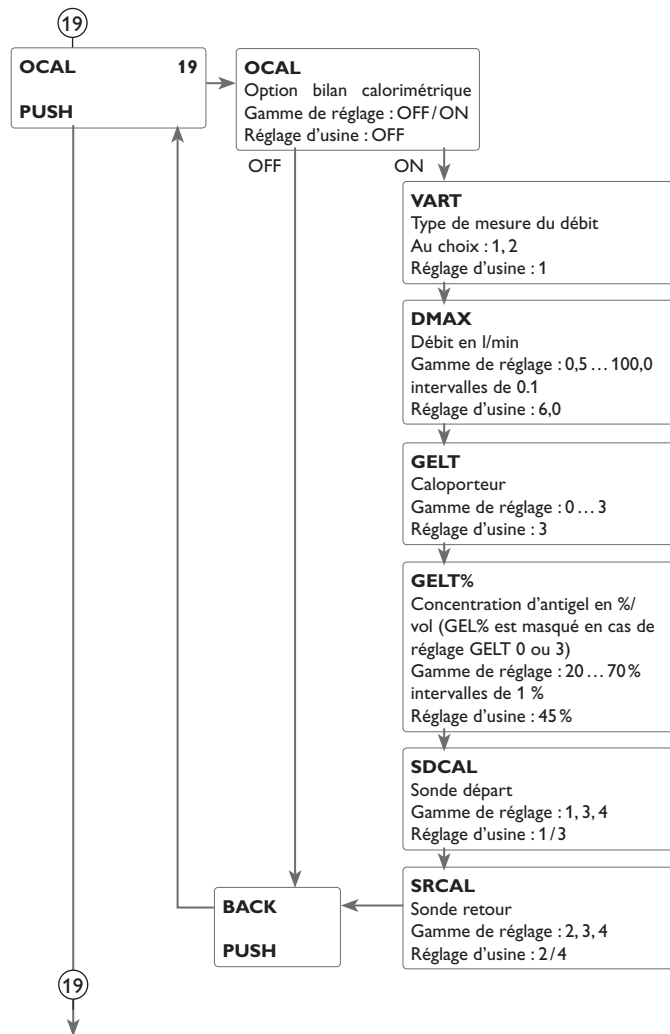 19
OCAL 19
PUSH
OCAL
Option bilan calorimétrique
Gamme de réglage : OFF / ON
Réglage d'usine : OFF
OFF
ON
VART
Type de mesure du débit
Au choix : 1, 2
Réglage d'usine : 1
DMAX
Débit en l/min
Gamme de réglage : 0,5 … 100,0
intervalles de 0.1
Réglage d'usine : 6,0
GELT
Caloporteur
Gamme de réglage : 0 … 3
Réglage d'usine : 3
GELT%
Concentration d'antigel en %/
vol (GEL% est masqué en cas de
réglage GELT 0 ou 3)
Gamme de réglage : 20 … 70 %
intervalles de 1 %
Réglage d'usine : 45 %
SDCAL
Sonde départ
Gamme de réglage : 1, 3, 4
Réglage d'usine : 1 / 3
SRCAL
Sonde retour
Gamme de réglage : 2, 3, 4
Réglage d'usine : 2 / 4
BACK
PUSH
19